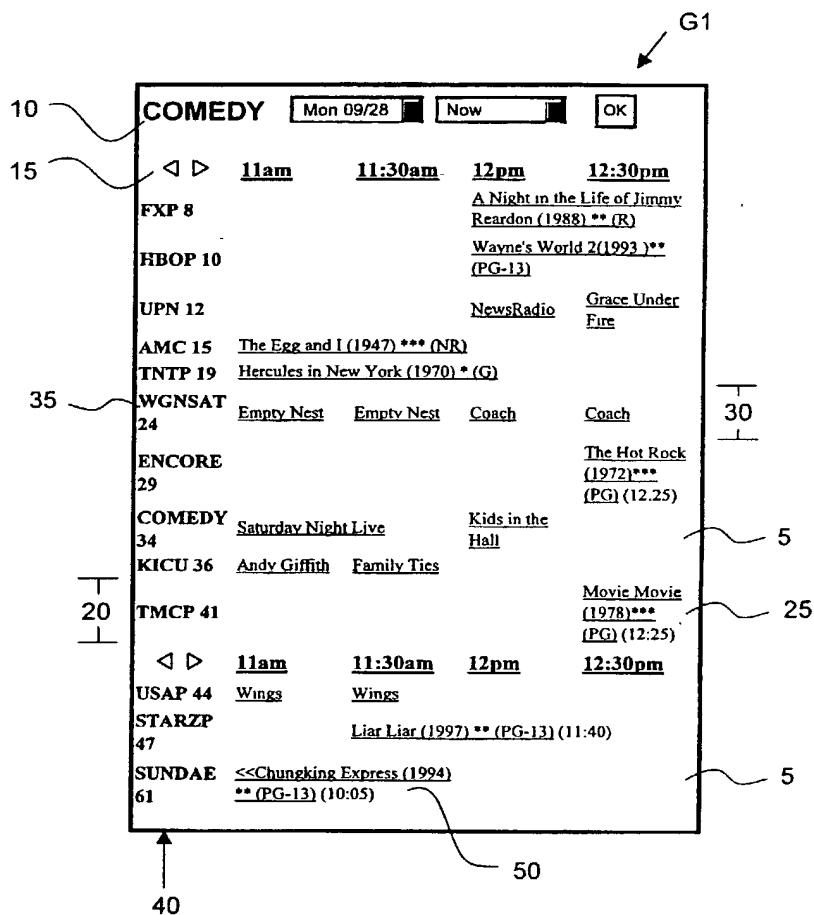 G1
10 COMEDY Mon 09/28 Now OK
15 11am 11:30am 12pm 12:30pm
FXP 8 A Night in the Life of Jimmy
Reardon (1988) ** (R)
HBOP 10 Wayne's World 2(1993 )**
(PG-13)
UPN 12 NewsRadio Grace Under
Fire
AMC 15 The Egg and I (1947) *** (NR)
TNTP 19 Hercules in New York (1970) * (G)
35 WGNSAT
24 Empty Nest Empty Nest Coach Coach 30
ENCORE
29 The Hot Rock
(1972)***
(PG) (12.25)
COMEDY
34 Saturday Night Live Kids in the
Hall 5
KICU 36 Andy Griffith Family Ties
20 TMCP 41 Movie Movie
(1978)***
(PG) (12:25) 25
11am 11:30am 12pm 12:30pm
USAP 44 Wings Wings
STARZP
47 Liar Liar (1997) ** (PG-13) (11:40)
SUNDAE
61 <<Chungking Express (1994)
** (PG-13) (10:05) 5
50
40